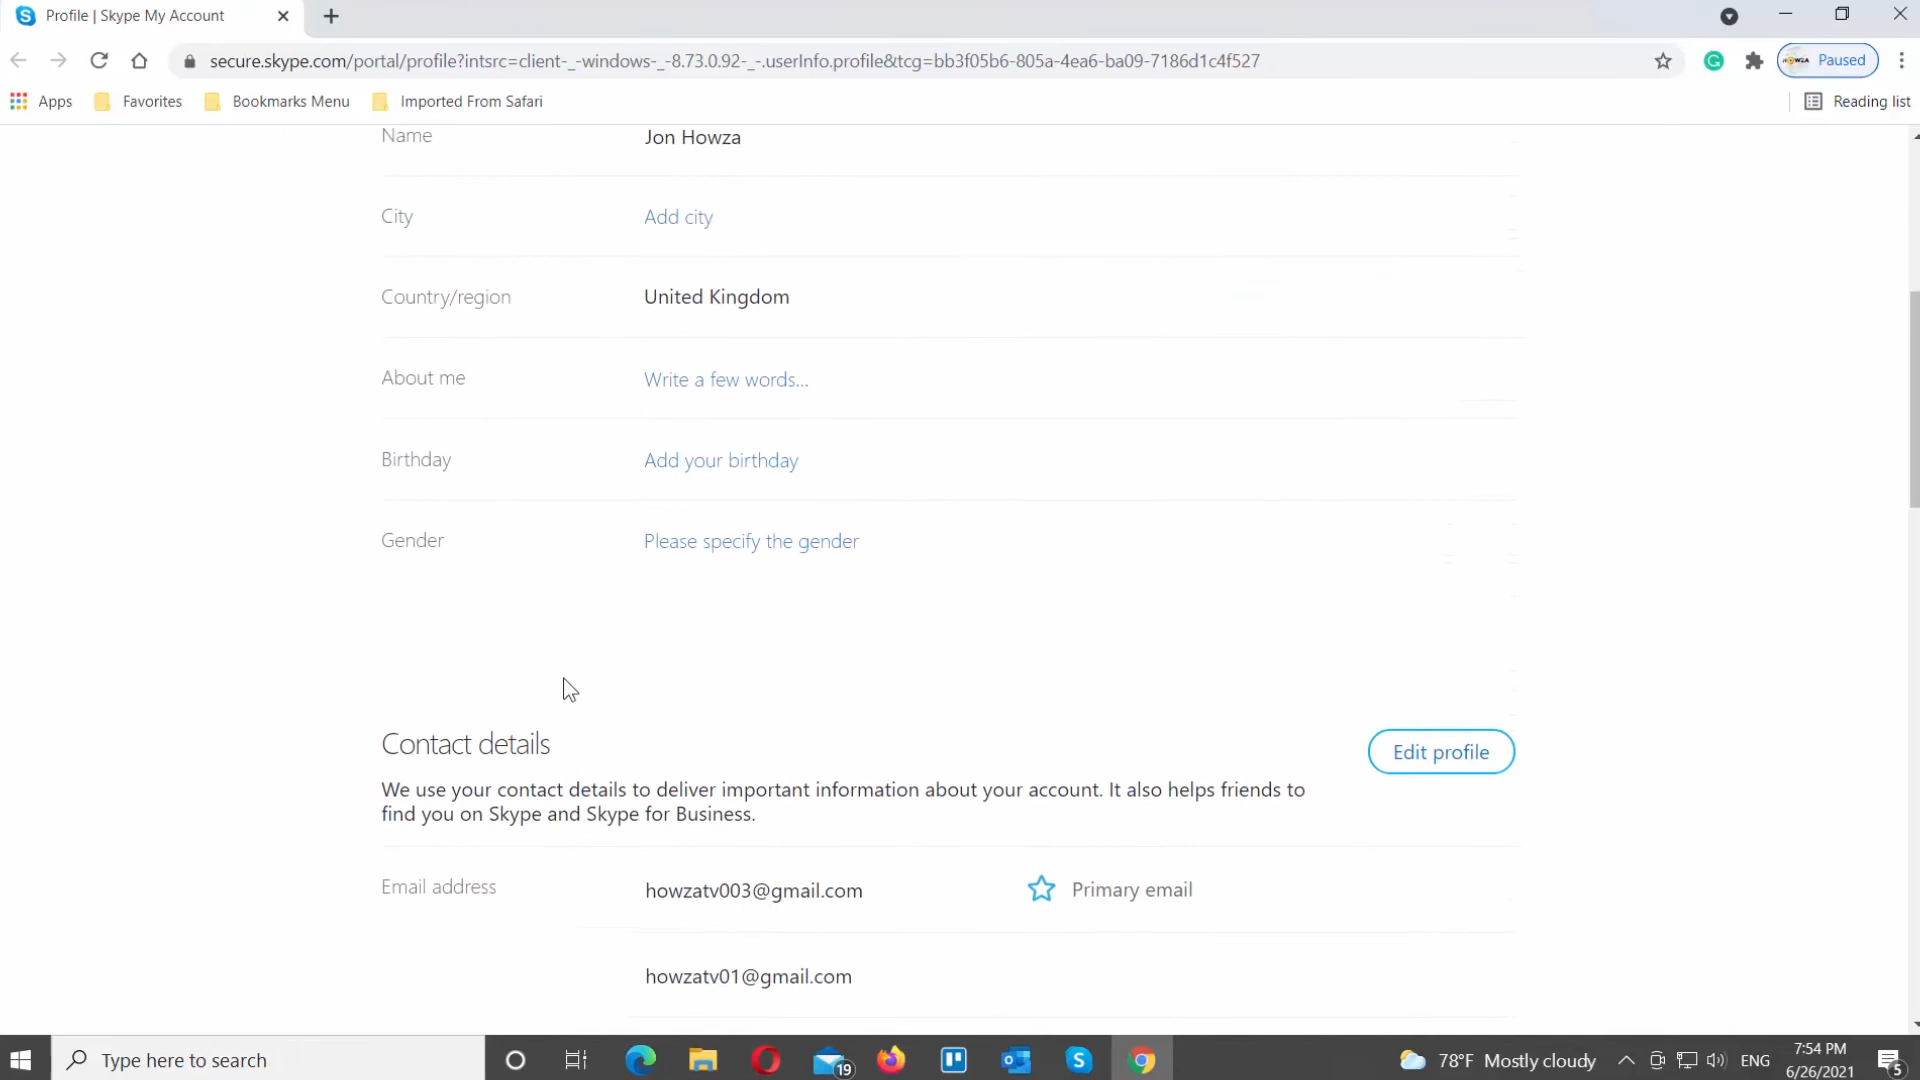 Profile | Skype My Account
secure.skype.com/portal/profile?intsrc=client-_-windows-_-8.73.0.92-_-.userInfo.profile&tcg=bb3f05b6-805a-4ea6-ba09-7186d1c4f527
HOWZA Paused
Apps Favorites Bookmarks Menu Imported From Safari Reading list
Name Jon Howza
City Add city
Country/region United Kingdom
About me Write a few words...
Birthday Add your birthday
Gender Please specify the gender
Contact details
Edit profile
We use your contact details to deliver important information about your account. It also helps friends to
find you on Skype and Skype for Business.
Email address howzatv003@gmail.com Primary email
howzatv01@gmail.com
Type here to search 19 78°F Mostly cloudy ENG 7:54 PM
6/26/2021 5